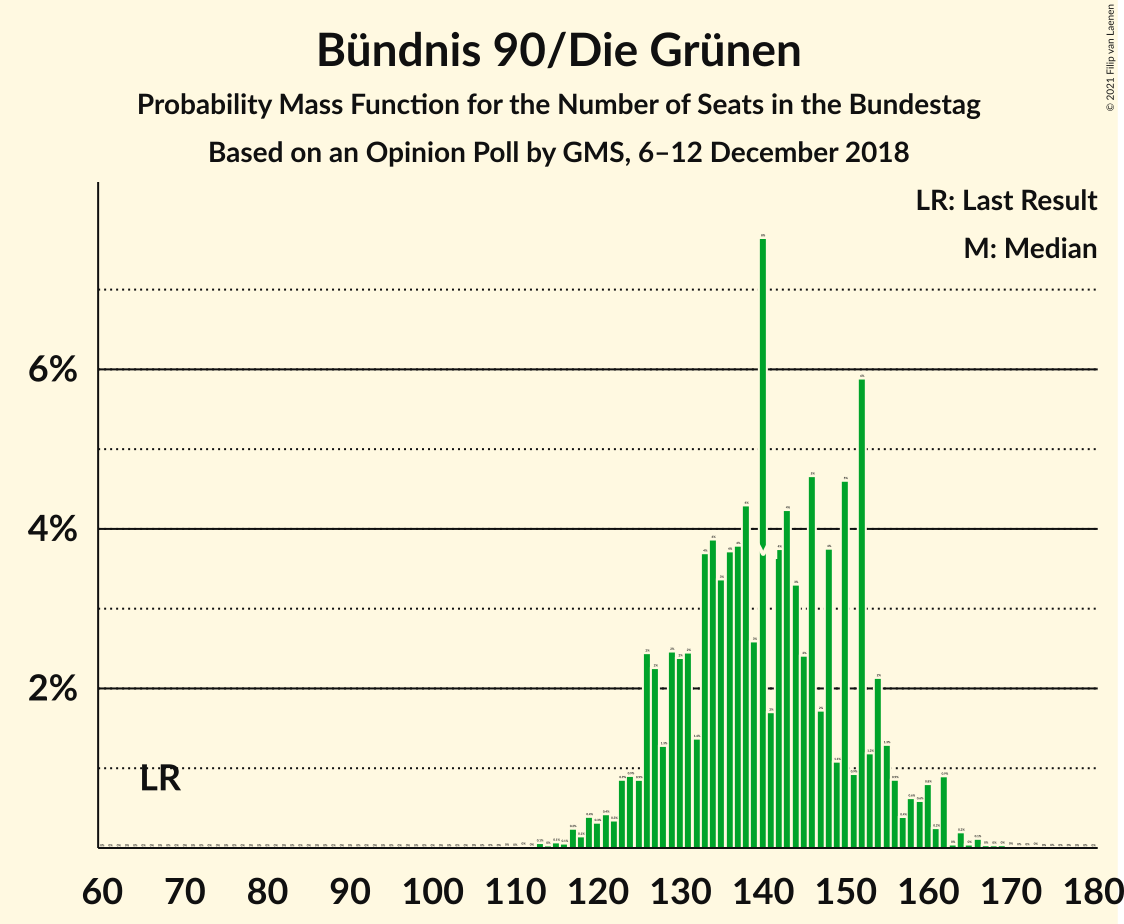 Bündnis 90/Die Grünen
Probability Mass Function for the Number of Seats in the Bundestag
Based on an Opinion Poll by GMS, 6–12 December 2018
© 2021 Filip van Laenen
LR: Last Result
M: Median
6%
4%
2%
LR
60 70 80 90 100 110 120 130 140 150 160 170 180